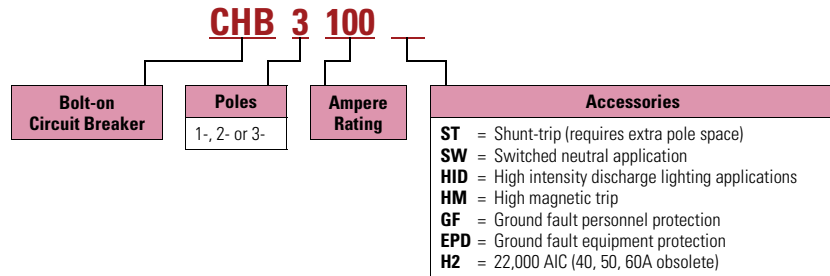 CHB 3 100
Bolt-on
Circuit Breaker
Poles
1-, 2- or 3-
Ampere
Rating
Accessories
ST = Shunt-trip (requires extra pole space)
SW = Switched neutral application
HID = High intensity discharge lighting applications
HM = High magnetic trip
GF = Ground fault personnel protection
EPD = Ground fault equipment protection
H2 = 22,000 AIC (40, 50, 60A obsolete)